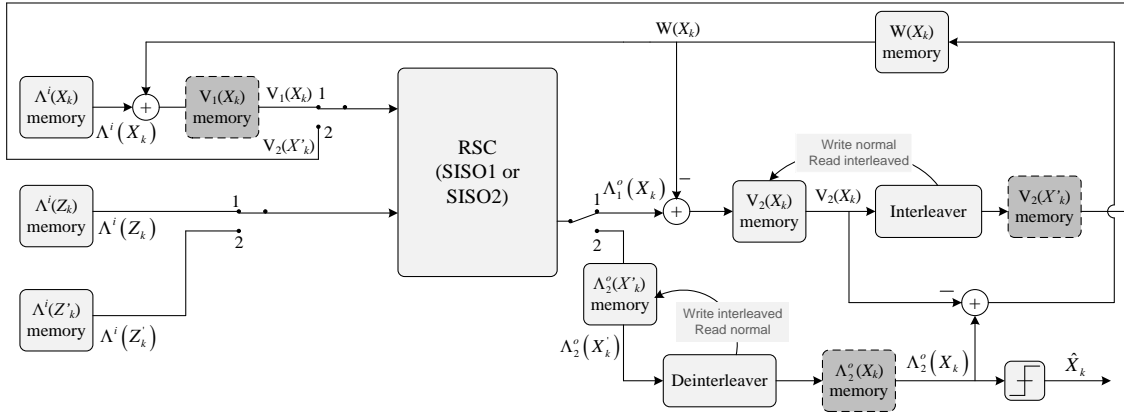 W(X_k)
W(X_k)
memory
Λ^i(X_k)
memory
Λ^i(X_k)
+
V_1(X_k)
memory
V_1(X_k)
1
2
V_2(X'_k)
RSC
(SISO1 or
SISO2)
Λ^i(Z_k)
memory
Λ^i(Z_k)
1
2
Λ^i(Z'_k)
memory
Λ^i(Z'_k)
1
2
Λ_1^o(X_k)
−
+
Write normal
Read interleaved
V_2(X_k)
memory
V_2(X_k)
Interleaver
V_2(X'_k)
memory
Λ_2^o(X'_k)
memory
Λ_2^o(X'_k)
Write interleaved
Read normal
Deinterleaver
Λ_2^o(X_k)
memory
Λ_2^o(X_k)
−
+
X̂_k